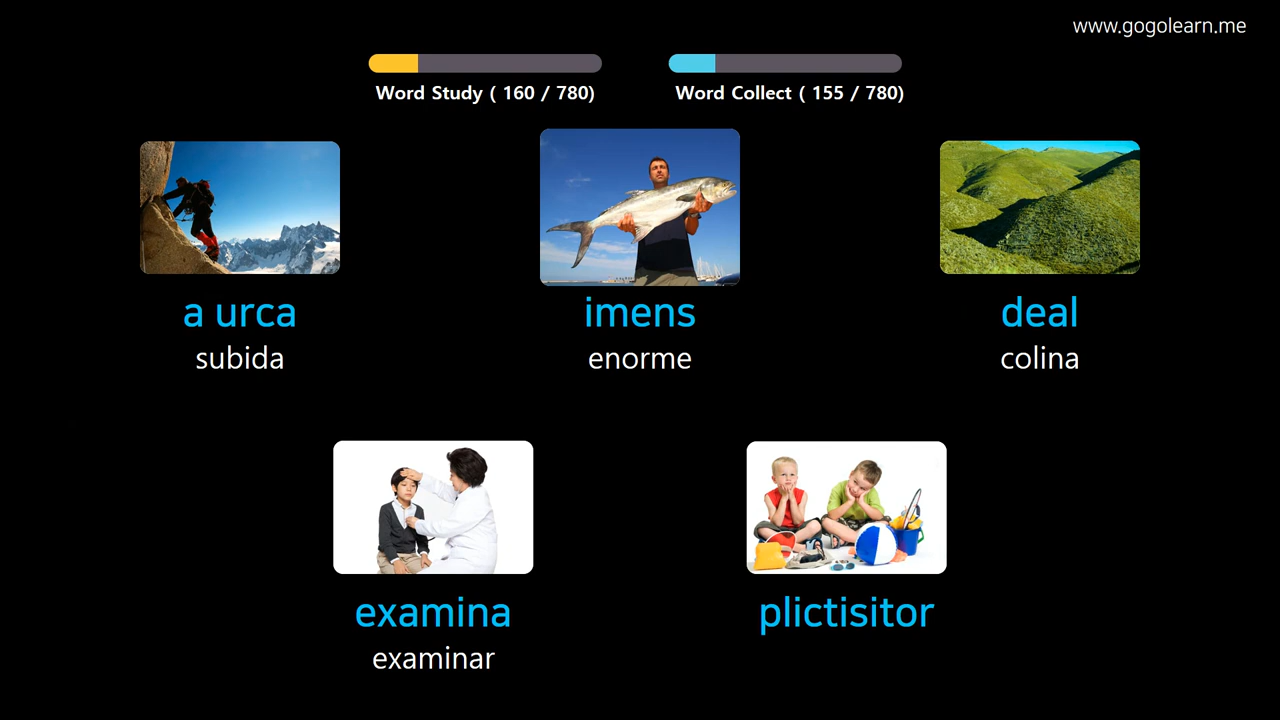 www.gogolearn.me
Word Study ( 160 / 780)
Word Collect ( 155 / 780)
a urca
subida
imens
enorme
deal
colina
examina
examinar
plictisitor